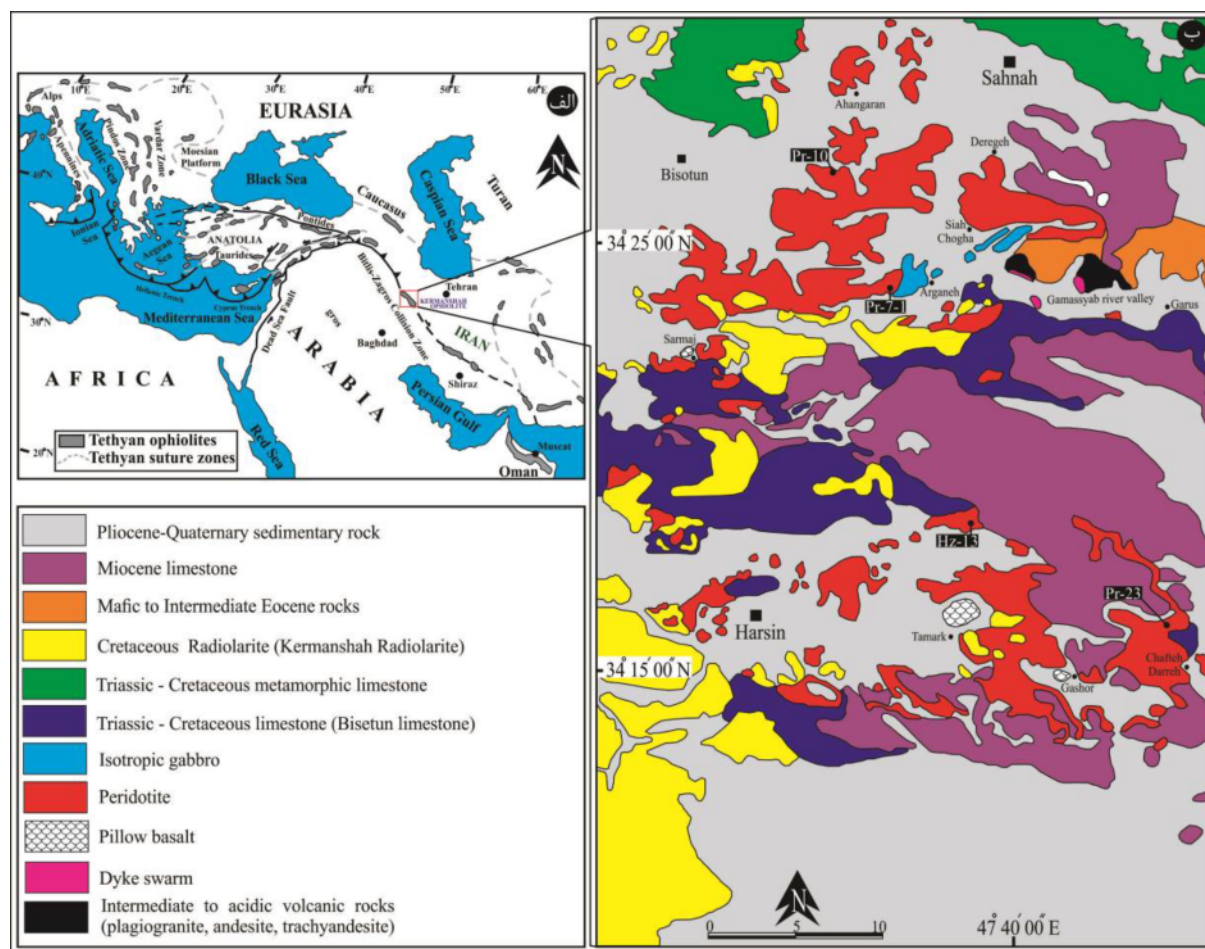 10 E
20 E
30 E
40 E
50 E
60 E
الف
EURASIA
Alps
Adriatic Sea
Apennines
Pindos Zone
Vardar Zone
Moesian
Platform
40 N
Black Sea
Caucasus
Caspian Sea
Turan
N
Ionian
Sea
Aegean
Sea
Pontides
ANATOLIA
Taurides
Tehran
KERMANSHAH
OPHIOLITE
Hellenic Trench
Cyprus Trench
Mediterranean Sea
Bitlis-Zagros Collision Zone
30 N
Dead Sea Fault
gros
Baghdad
IRAN
ARABIA
AFRICA
Shiraz
Persian Gulf
Red Sea
Muscat
Oman
20 N
Tethyan ophiolites
Tethyan suture zones
Pliocene-Quaternary sedimentary rock
Miocene limestone
Mafic to Intermediate Eocene rocks
Cretaceous Radiolarite (Kermanshah Radiolarite)
Triassic - Cretaceous metamorphic limestone
Triassic - Cretaceous limestone (Bisetun limestone)
Isotropic gabbro
Peridotite
Pillow basalt
Dyke swarm
Intermediate to acidic volcanic rocks
(plagiogranite, andesite, trachyandesite)
ب
Sahnah
Ahangaran
Bisotun
Pr-10
Deregeh
Siah
Chogha
34° 25 00 N
Arganeh
Gamassyab river valley
Garus
Pr-7-1
Sarmaj
Hz-13
Pr-23
Harsin
Tamark
Chafteh
Darreh
34° 15 00 N
Gashor
N
0 5 10
47° 40 00 E